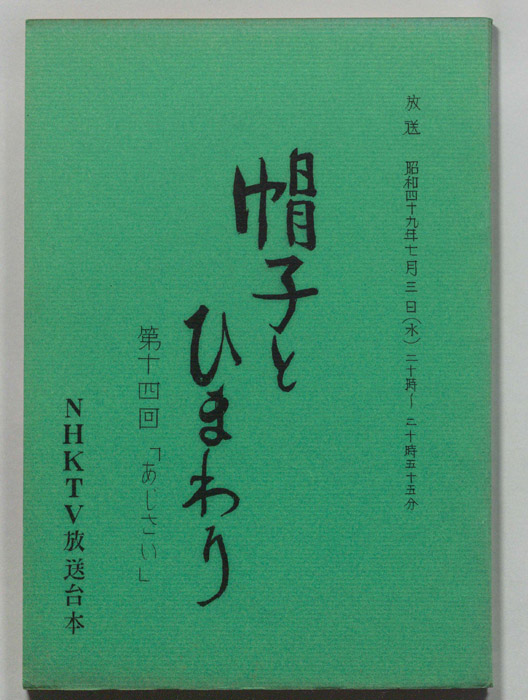 放送 昭和四十九年七月三日(水)二十時~二十時五十五分
帽子と
ひまわり
第十四回「あじさい」
NHKTV放送台本